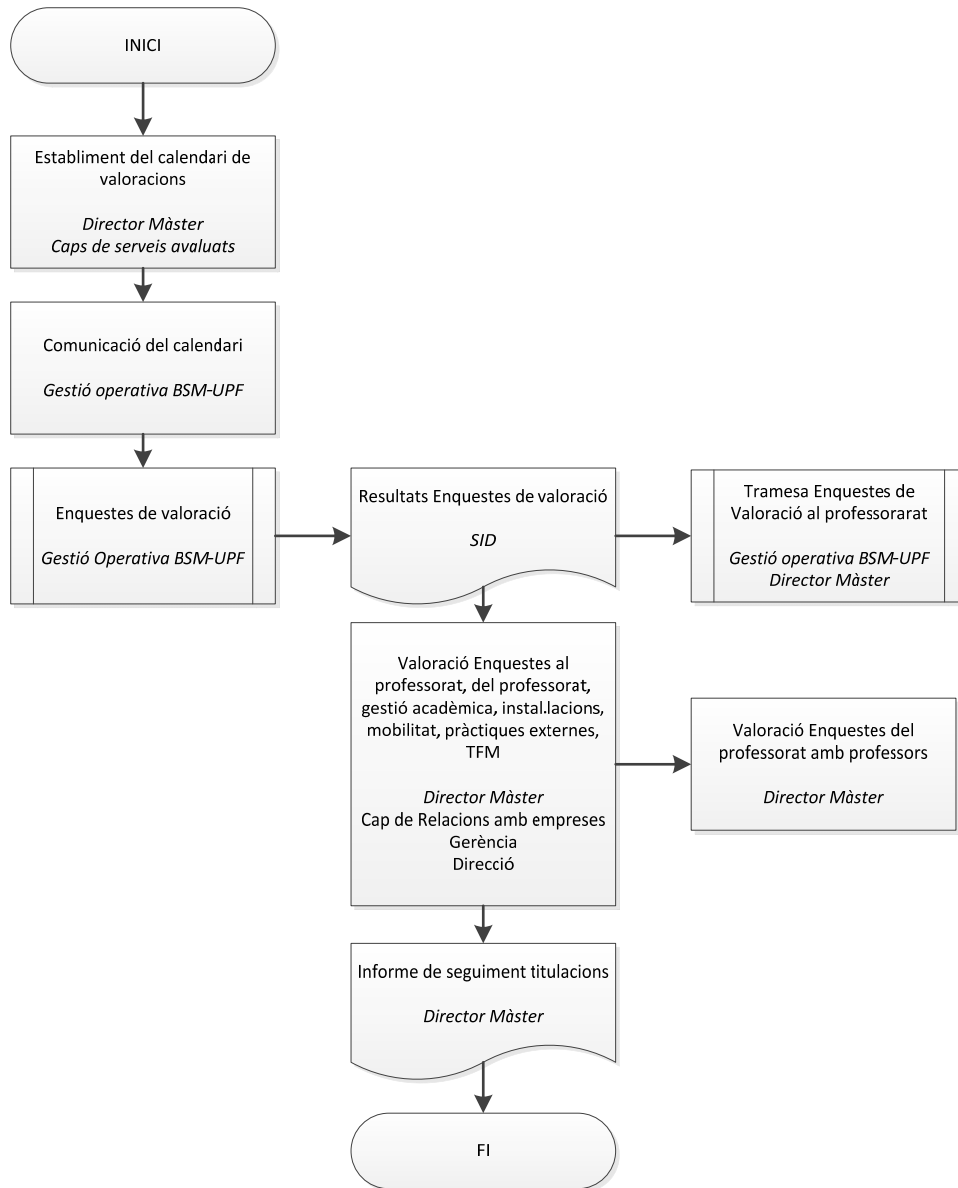 INICI
Establiment del calendari de
valoracions
Director Màster
Caps de serveis avaluats
Comunicació del calendari
Gestió operativa BSM-UPF
Enquestes de valoració
Gestió Operativa BSM-UPF
Resultats Enquestes de valoració
SID
Tramesa Enquestes de
Valoració al professorarat
Gestió operativa BSM-UPF
Director Màster
Valoració Enquestes al
professorat, del professorat,
gestió acadèmica, instal.lacions,
mobilitat, pràctiques externes,
TFM
Director Màster
Cap de Relacions amb empreses
Gerència
Direcció
Valoració Enquestes del
professorat amb professors
Director Màster
Informe de seguiment titulacions
Director Màster
FI